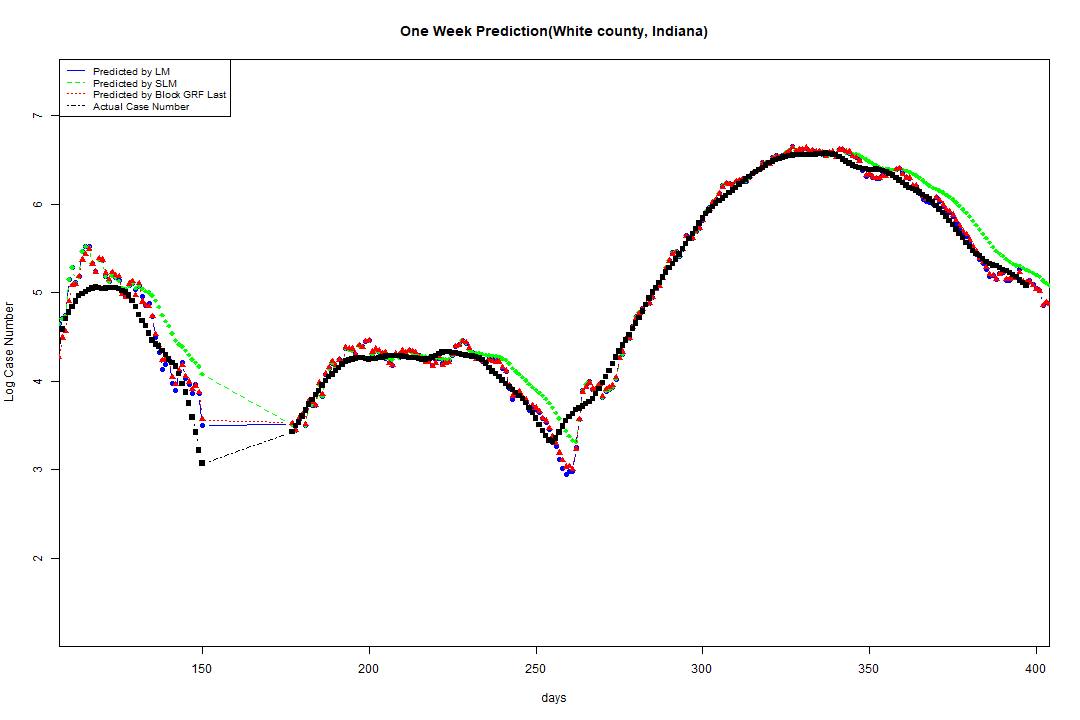 One Week Prediction(White county, Indiana)
Predicted by LM
Predicted by SLM
Predicted by Block GRF Last
Actual Case Number
7
6
5
4
3
2
Log Case Number
150 200 250 300 350 400
days